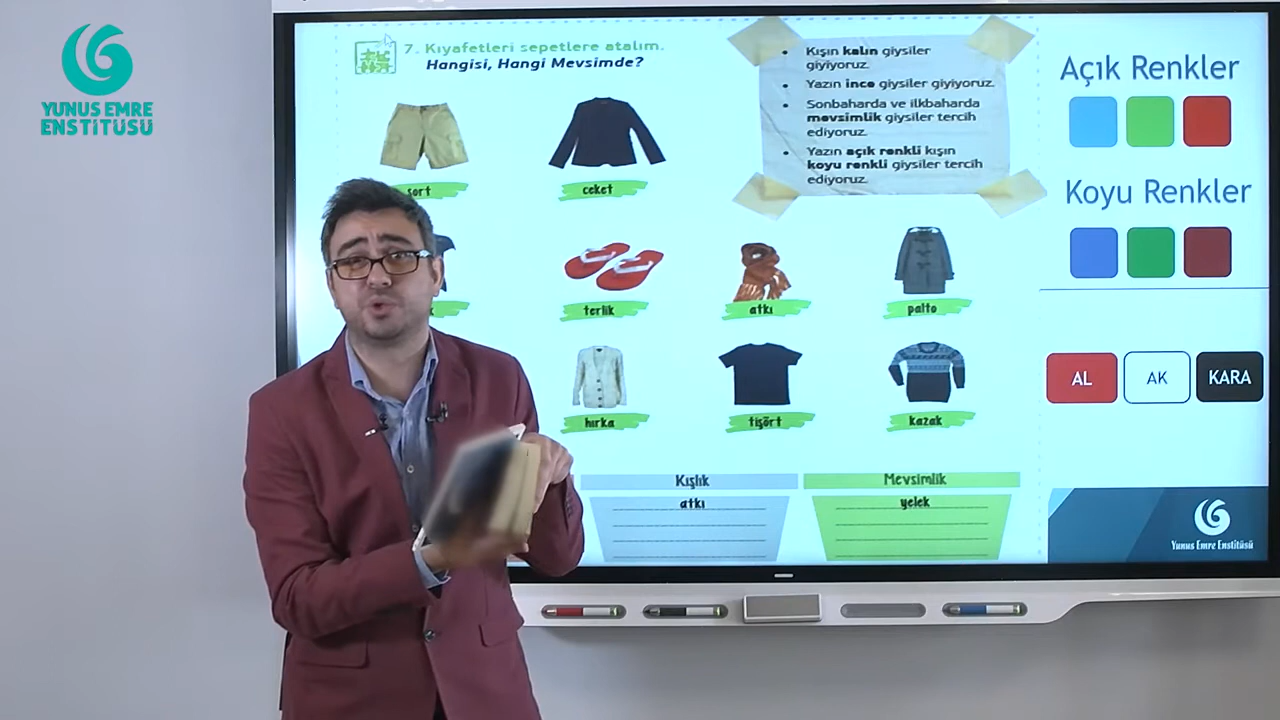 YUNUS EMRE
ENSTİTÜSÜ
7. Kıyafetleri sepetlere atalım.
Hangisi, Hangi Mevsimde?
• Kışın kalın giysiler
giyiyoruz.
• Yazın ince giysiler giyiyoruz.
• Sonbaharda ve ilkbaharda
mevsimlik giysiler tercih
ediyoruz.
• Yazın açık renkli kışın
koyu renkli giysiler tercih
ediyoruz.
Açık Renkler
Koyu Renkler
AL AK KARA
şort ceket
terlik atkı palto
hırka tişört kazak
Kışlık Mevsimlik
atkı yelek
Yunus Emre Enstitüsü